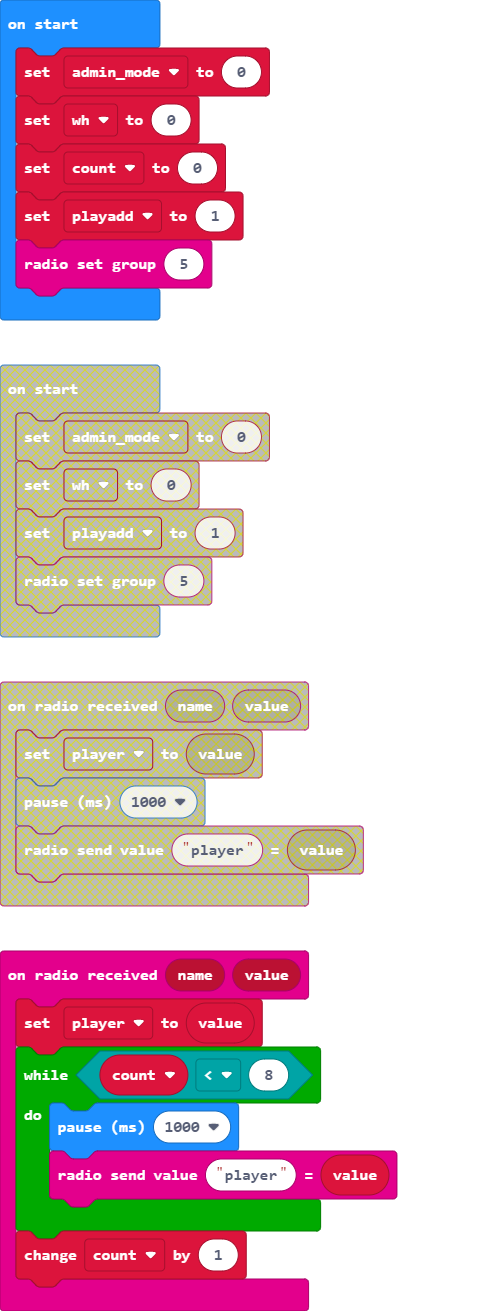 on start
set admin_mode to 0
set wh to 0
set count to 0
set playadd to 1
radio set group 5
on start
set admin_mode to 0
set wh to 0
set playadd to 1
radio set group 5
on radio received name value
set player to value
pause (ms) 1000
radio send value "player" = value
on radio received name value
set player to value
while count < 8
do
pause (ms) 1000
radio send value "player" = value
change count by 1